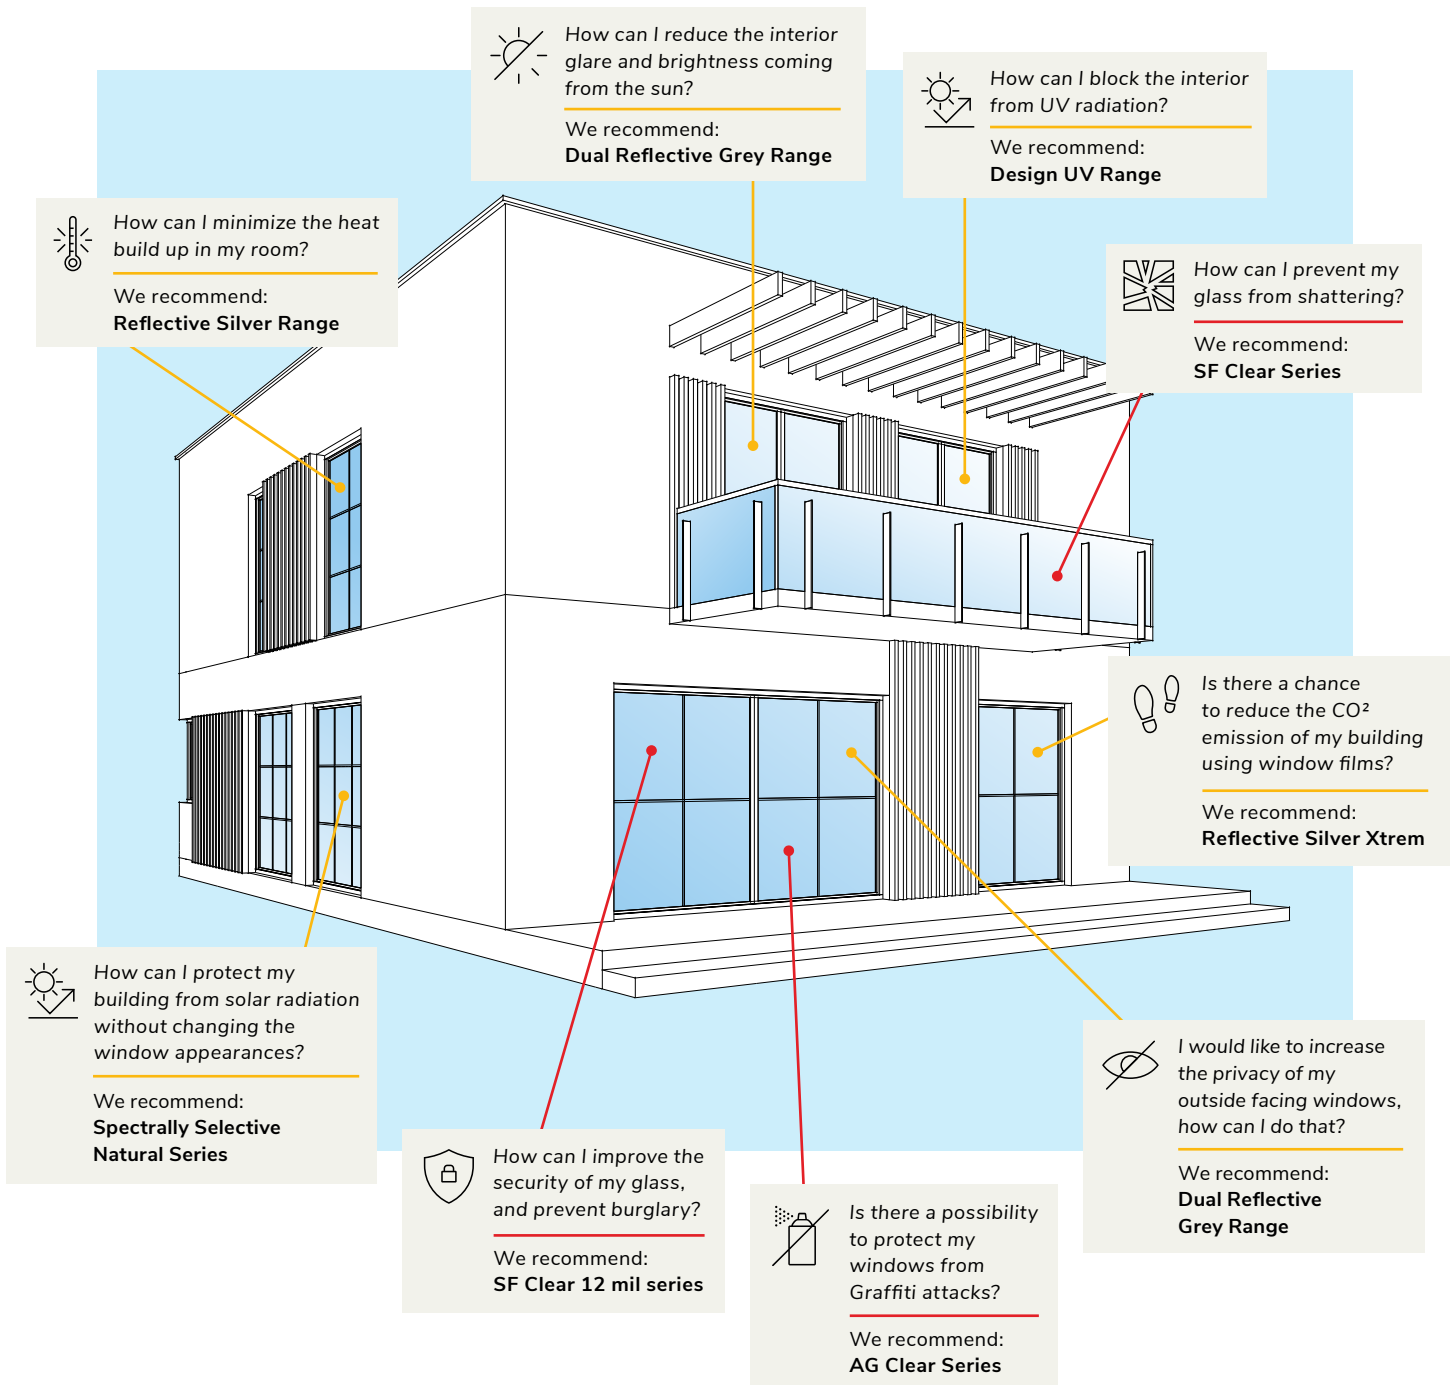 How can I reduce the interior
glare and brightness coming
from the sun?
We recommend:
Dual Reflective Grey Range
How can I block the interior
from UV radiation?
We recommend:
Design UV Range
How can I minimize the heat
build up in my room?
We recommend:
Reflective Silver Range
How can I prevent my
glass from shattering?
We recommend:
SF Clear Series
Is there a chance
to reduce the CO²
emission of my building
using window films?
We recommend:
Reflective Silver Xtrem
How can I protect my
building from solar radiation
without changing the
window appearances?
We recommend:
Spectrally Selective
Natural Series
I would like to increase
the privacy of my
outside facing windows,
how can I do that?
We recommend:
Dual Reflective
Grey Range
How can I improve the
security of my glass,
and prevent burglary?
We recommend:
SF Clear 12 mil series
Is there a possibility
to protect my
windows from
Graffiti attacks?
We recommend:
AG Clear Series